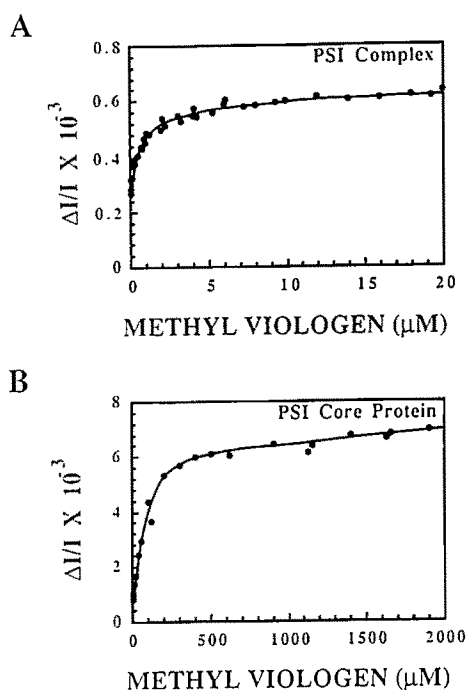 A
PSI Complex
0.8
0.6
0.4
0.2
0
ΔI/I X 10⁻³
0 5 10 15 20
METHYL VIOLOGEN (μM)
B
PSI Core Protein
8
6
4
2
0
ΔI/I X 10⁻³
0 500 1000 1500 2000
METHYL VIOLOGEN (μM)